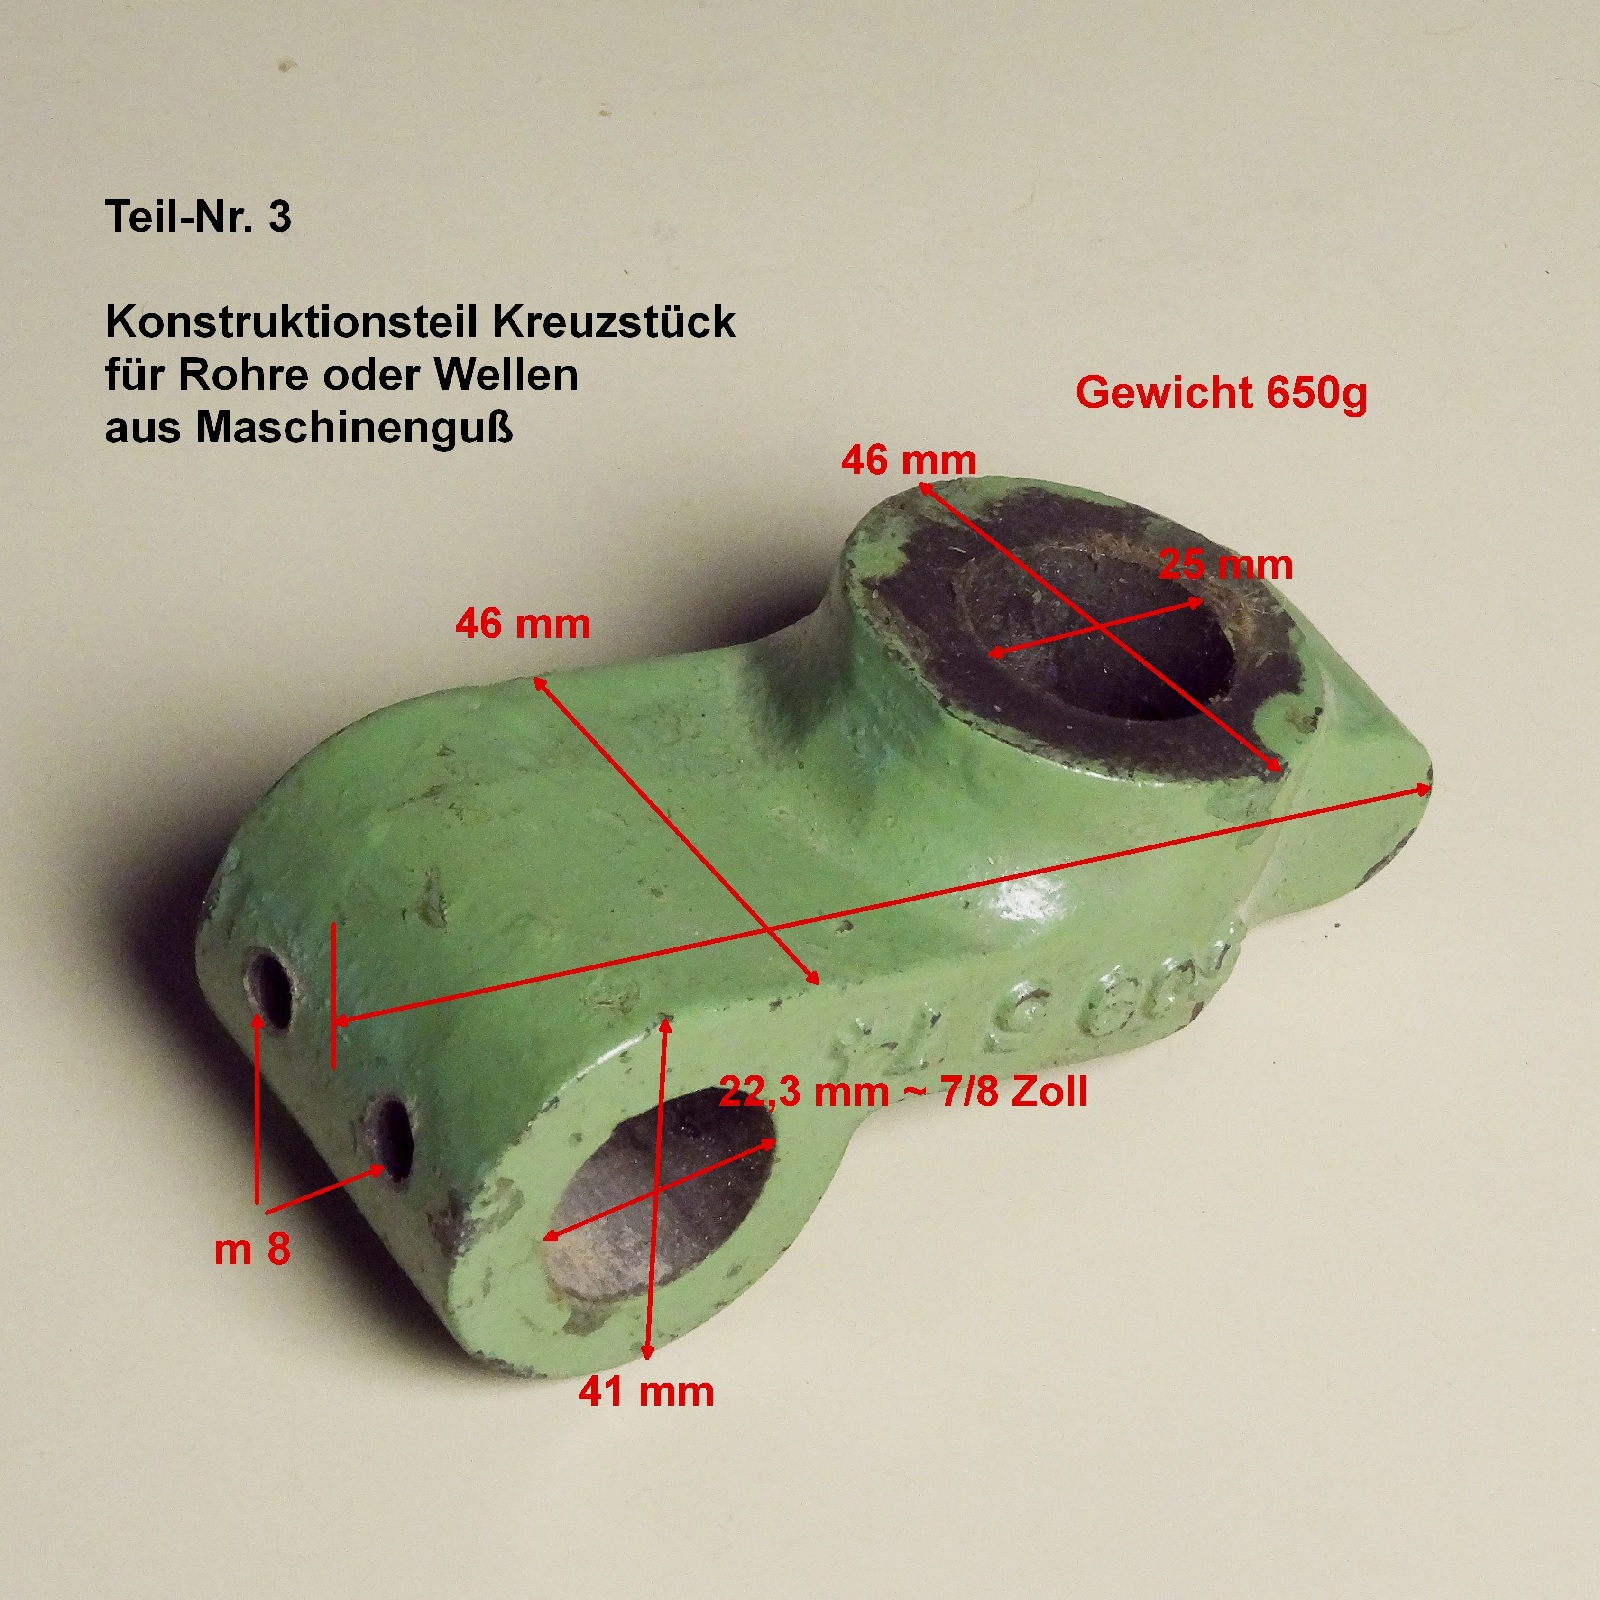 Teil-Nr. 3
Konstruktionsteil Kreuzstück
für Rohre oder Wellen
aus Maschinenguß
Gewicht 650g
46 mm
25 mm
46 mm
22,3 mm ~ 7/8 Zoll
m 8
41 mm